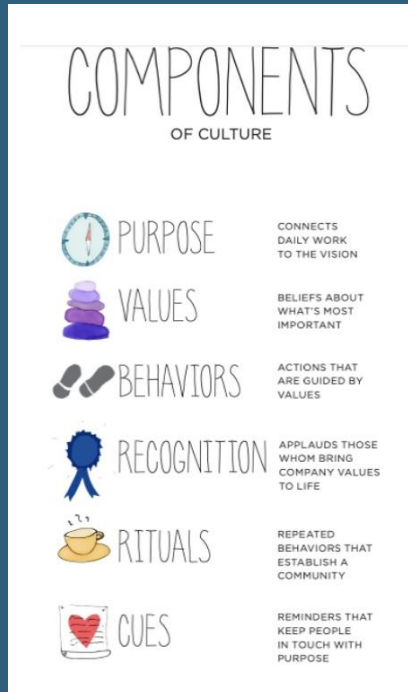 COMPONENTS
OF CULTURE
PURPOSE
CONNECTS
DAILY WORK
TO THE VISION
VALUES
BELIEFS ABOUT
WHAT'S MOST
IMPORTANT
BEHAVIORS
ACTIONS THAT
ARE GUIDED BY
VALUES
RECOGNITION
APPLAUDS THOSE
WHOM BRING
COMPANY VALUES
TO LIFE
RITUALS
REPEATED
BEHAVIORS THAT
ESTABLISH A
COMMUNITY
CUES
REMINDERS THAT
KEEP PEOPLE
IN TOUCH WITH
PURPOSE